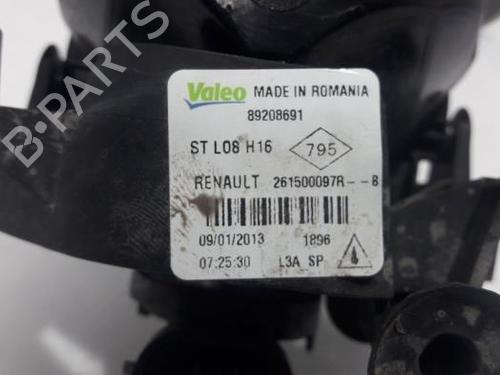 Valeo MADE IN ROMANIA
89208691
ST L08 H16 795
RENAULT 261500097R--B
09/01/2013 1896
07:25:30 L3A SP
B-PARTS